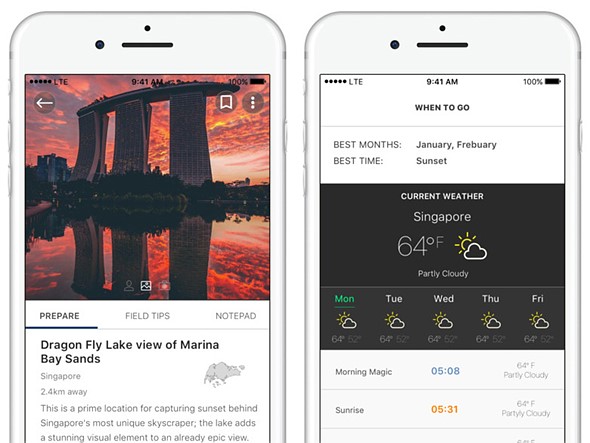 LTE
9:41 AM
100%
PREPARE
FIELD TIPS
NOTEPAD
Dragon Fly Lake view of Marina
Bay Sands
Singapore
2.4km away
This is a prime location for capturing sunset behind
Singapore's most unique skyscraper; the lake adds
a stunning visual element to an already epic view.
LTE
9:41 AM
100%
WHEN TO GO
BEST MONTHS: January, Frebuary
BEST TIME: Sunset
CURRENT WEATHER
Singapore
64°F
Partly Cloudy
Mon Tue Wed Thu Fri
64° 52° 64° 52° 64° 52° 64° 52° 64° 52°
Morning Magic 05:08 64° F
Partly Cloudy
Sunrise 05:31 64° F
Partyly Cloudy
64° F